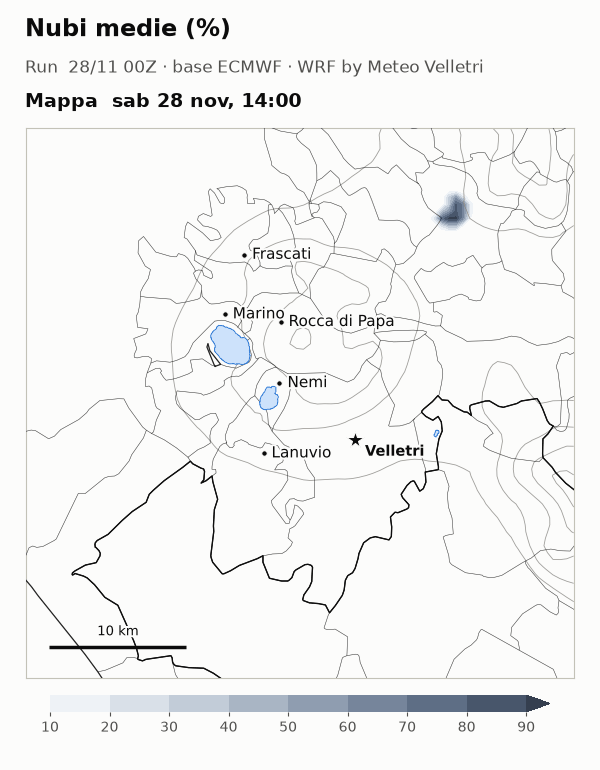 Nubi medie (%)
Run  28/11 00Z · base ECMWF · WRF by Meteo Velletri
Mappa  sab 28 nov, 14:00
Frascati
Marino
Rocca di Papa
Nemi
Velletri
Lanuvio
10 km
10 20 30 40 50 60 70 80 90